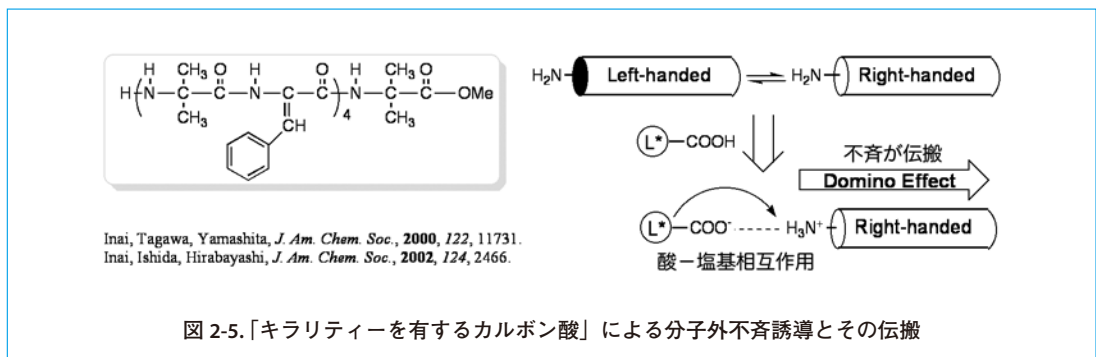 H CH₃ O H O H CH₃ O
H(N–C–C–N–C–C)₄N–C–C–OMe
CH₃ CH CH₃
H₂N Left-handed H₂N Right-handed
L* COOH
不斉が伝搬
Domino Effect
L* COO⁻ H₃N⁺ Right-handed
酸－塩基相互作用
Inai, Tagawa, Yamashita, J. Am. Chem. Soc., 2000, 122, 11731.
Inai, Ishida, Hirabayashi, J. Am. Chem. Soc., 2002, 124, 2466.
図 2-5.「キラリティーを有するカルボン酸」による分子外不斉誘導とその伝搬